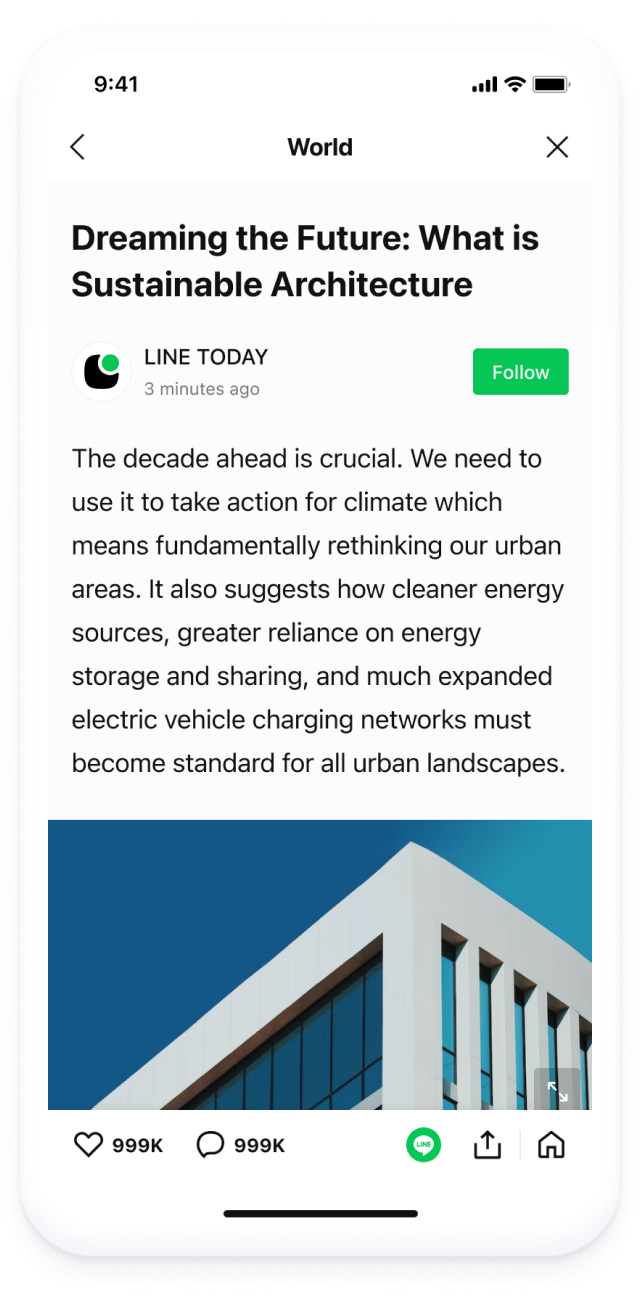 9:41
World
Dreaming the Future: What is
Sustainable Architecture
LINE TODAY
3 minutes ago
Follow
The decade ahead is crucial. We need to
use it to take action for climate which
means fundamentally rethinking our urban
areas. It also suggests how cleaner energy
sources, greater reliance on energy
storage and sharing, and much expanded
electric vehicle charging networks must
become standard for all urban landscapes.
999K 999K LINE